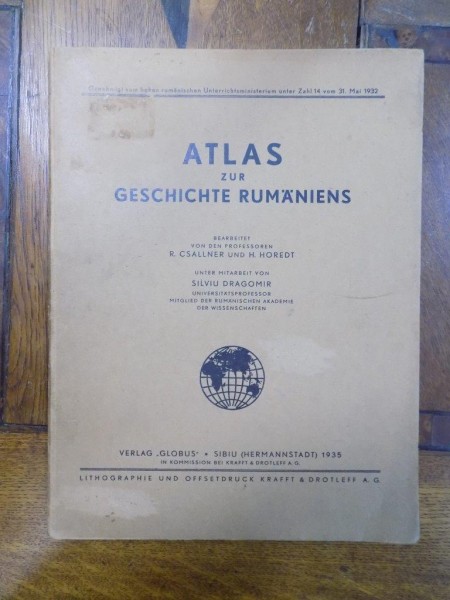 Genehmigt vom hohen rumänischen Unterrichtsministerium unter Zahl 14 vom 31. Mai 1932
ATLAS
ZUR
GESCHICHTE RUMÄNIENS
BEARBEITET
VON DEN PROFESSOREN
R. CSALLNER UND H. HOREDT
UNTER MITARBEIT VON
SILVIU DRAGOMIR
UNIVERSITÄTSPROFESSOR
MITGLIED DER RUMÄNISCHEN AKADEMIE
DER WISSENSCHAFTEN
VERLAG „GLOBUS" • SIBIU (HERMANNSTADT) 1935
IN KOMMISSION BEI KRAFFT & DROTLEFF A. G.
LITHOGRAPHIE UND OFFSETDRUCK KRAFFT & DROTLEFF A. G.